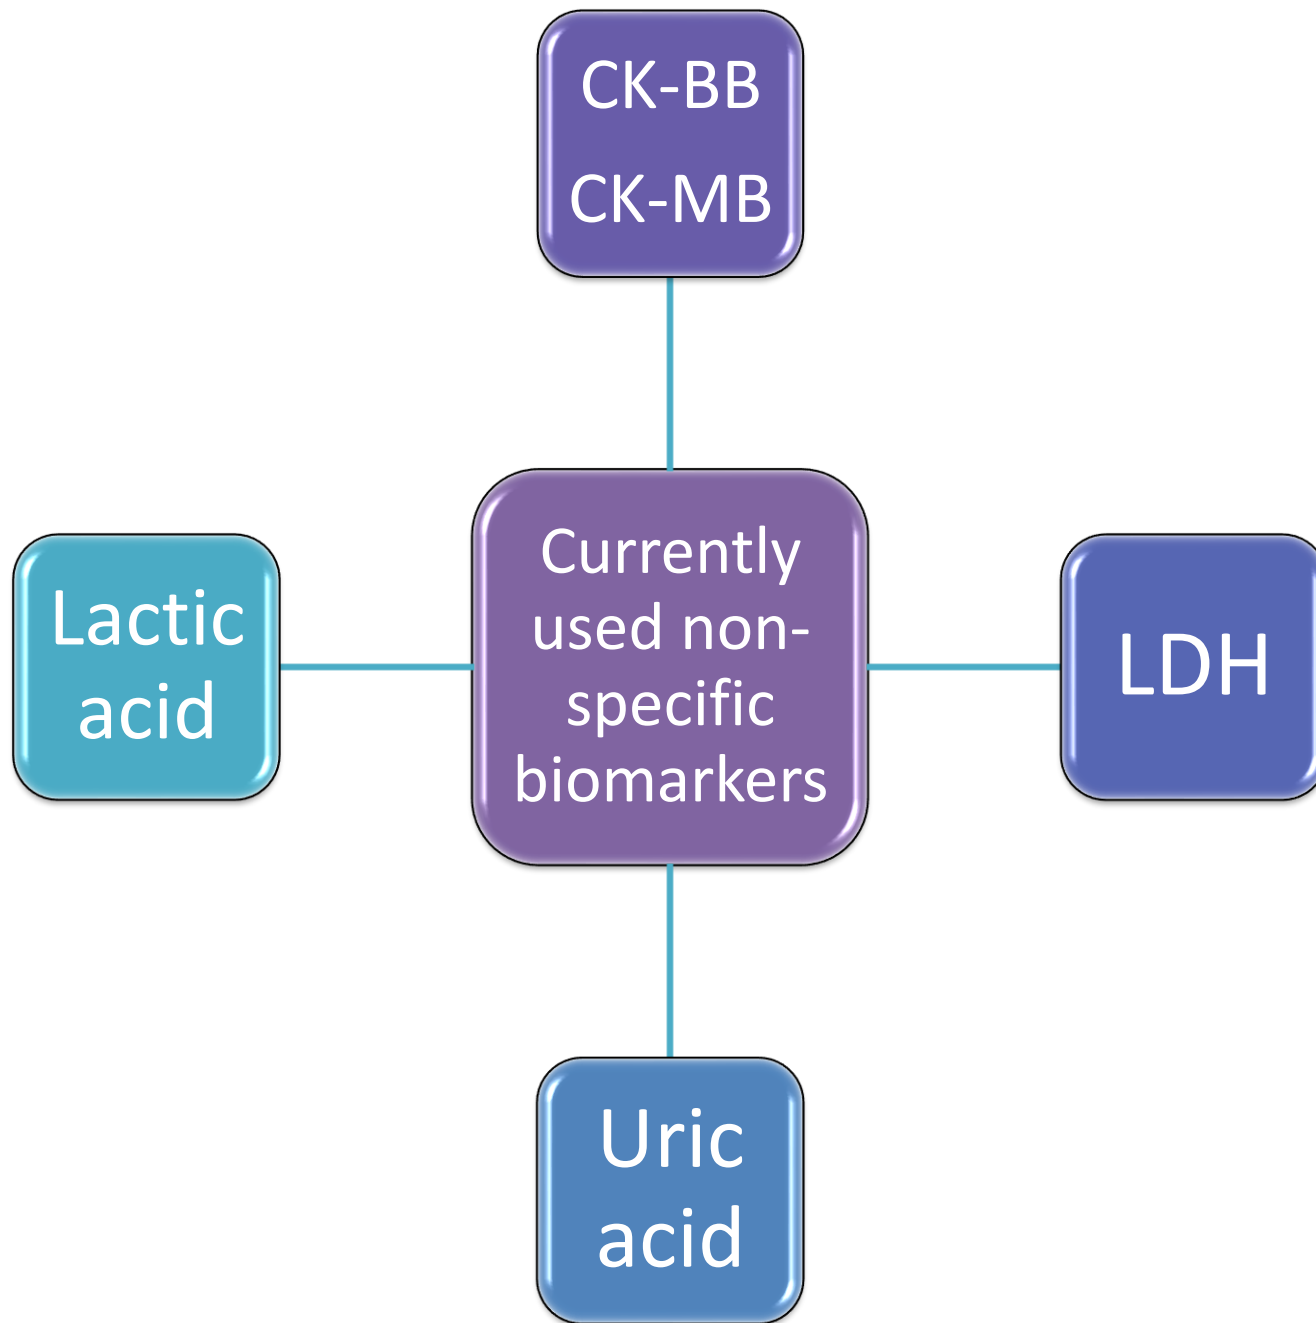 CK-BB
CK-MB
Currently
used non-
specific
biomarkers
Lactic
acid
LDH
Uric
acid